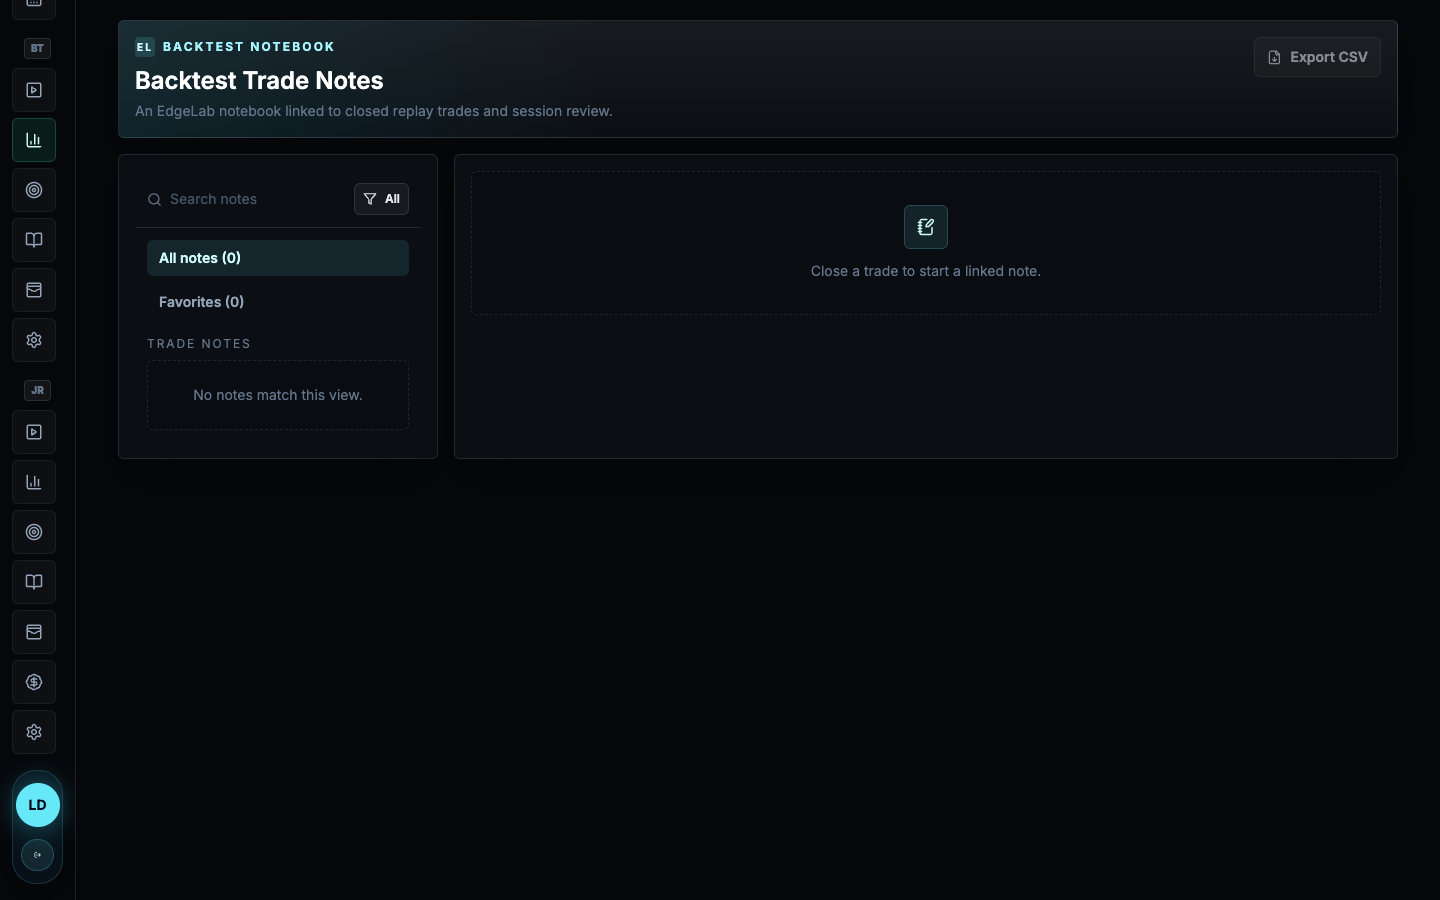 BT
JR
LD
EL BACKTEST NOTEBOOK
Backtest Trade Notes
An EdgeLab notebook linked to closed replay trades and session review.
Export CSV
Search notes
All
All notes (0)
Favorites (0)
TRADE NOTES
No notes match this view.
Close a trade to start a linked note.